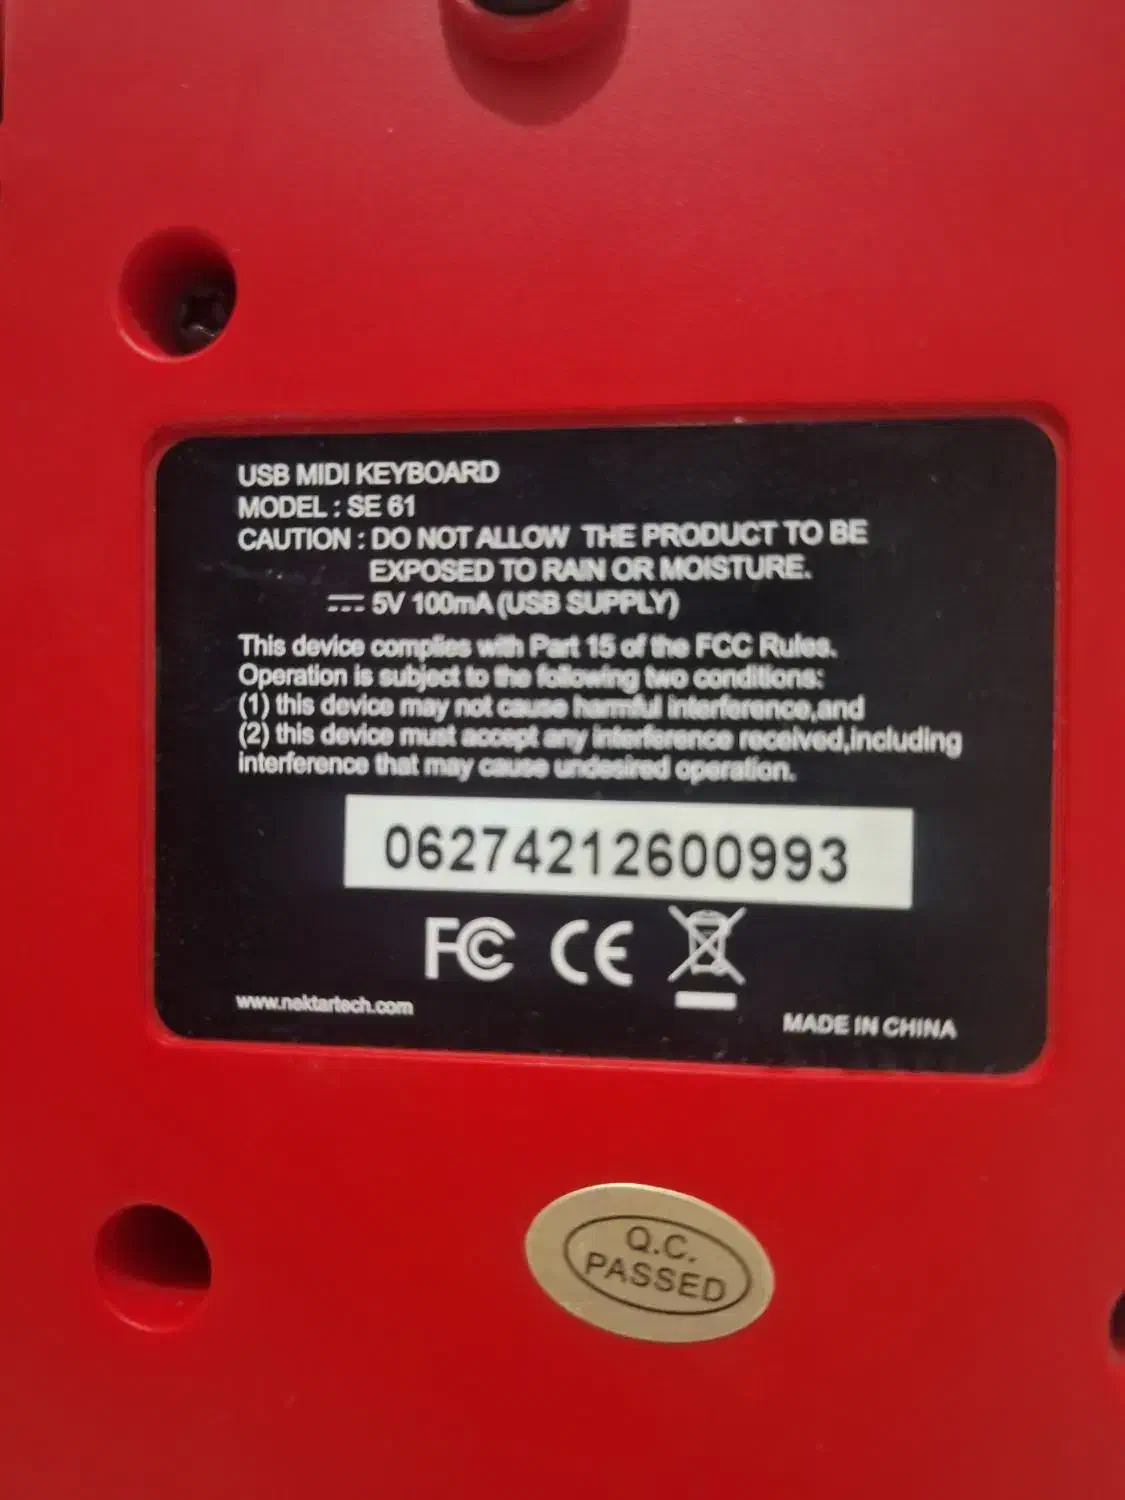 USB MIDI KEYBOARD
MODEL : SE 61
CAUTION : DO NOT ALLOW THE PRODUCT TO BE
EXPOSED TO RAIN OR MOISTURE.
5V 100mA (USB SUPPLY)
This device complies with Part 15 of the FCC Rules.
Operation is subject to the following two conditions:
(1) this device may not cause harmful interference,and
(2) this device must accept any interference received,including
interference that may cause undesired operation.
06274212600993
FC CE
www.nektartech.com
MADE IN CHINA
Q.C.
PASSED